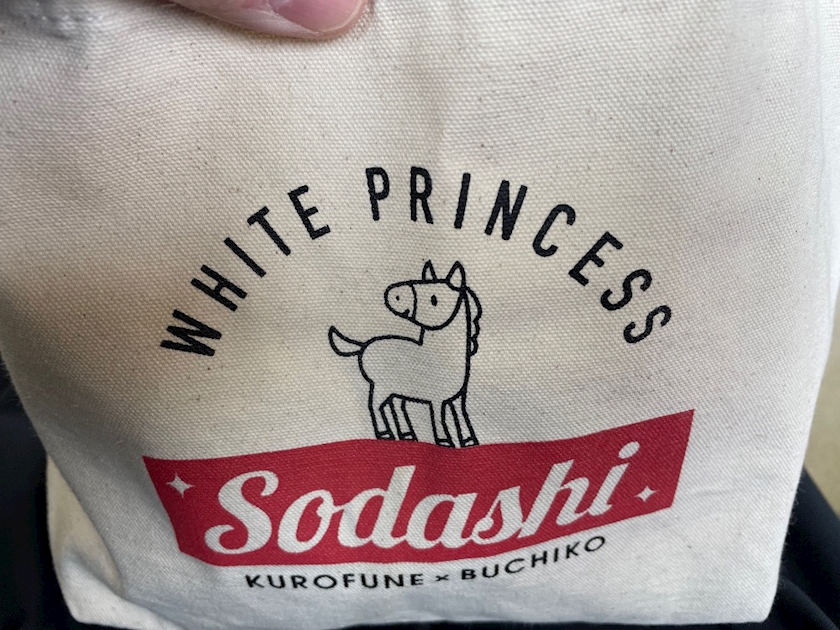 WHITE PRINCESS
Sodashi
KUROFUNE × BUCHIKO